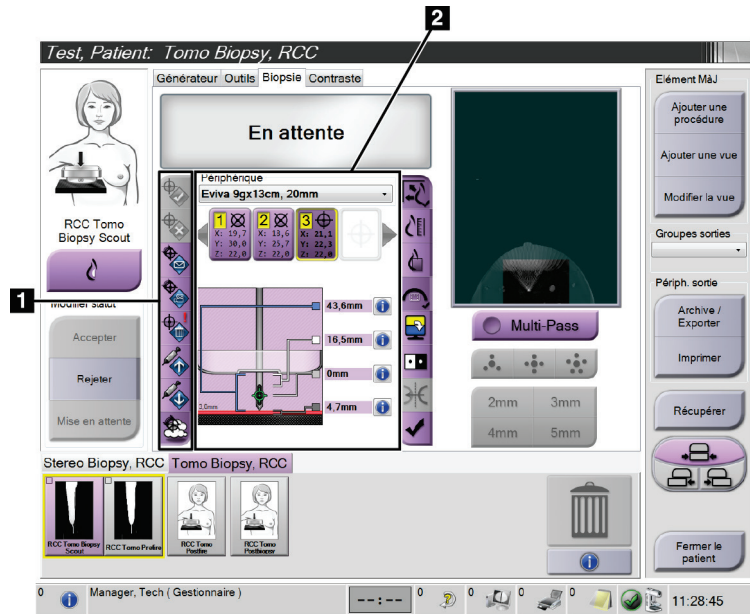 2
Test, Patient: Tomo Biopsy, RCC
Générateur Outils Biopsie Contraste
En attente
RCC Tomo
Biopsy Scout
Modifier statut
Accepter
Rejeter
Mise en attente
1
Périphérique
Eviva 9gx13cm, 20mm
1
X: 19,7
Y: 30,0
Z: 22,0
2
X: 13,6
Y: 25,7
Z: 22,0
3
X: 21,1
Y: 22,3
Z: 22,0
43,6mm
16,5mm
0mm
4,7mm
Multi-Pass
2mm 3mm
4mm 5mm
Elément MàJ
Ajouter une
procédure
Ajouter une vue
Modifier la vue
Groupes sorties
Périph. sortie
Archive /
Exporter
Imprimer
Récupérer
Fermer le
patient
Stereo Biopsy, RCC Tomo Biopsy, RCC
RCC Tomo Biopsy
Scout
RCC Tomo Prefire
RCC Tomo
Postfire
RCC Tomo
Postbiopsy
0 Manager, Tech ( Gestionnaire ) --:-- 0 0 0 11:28:45